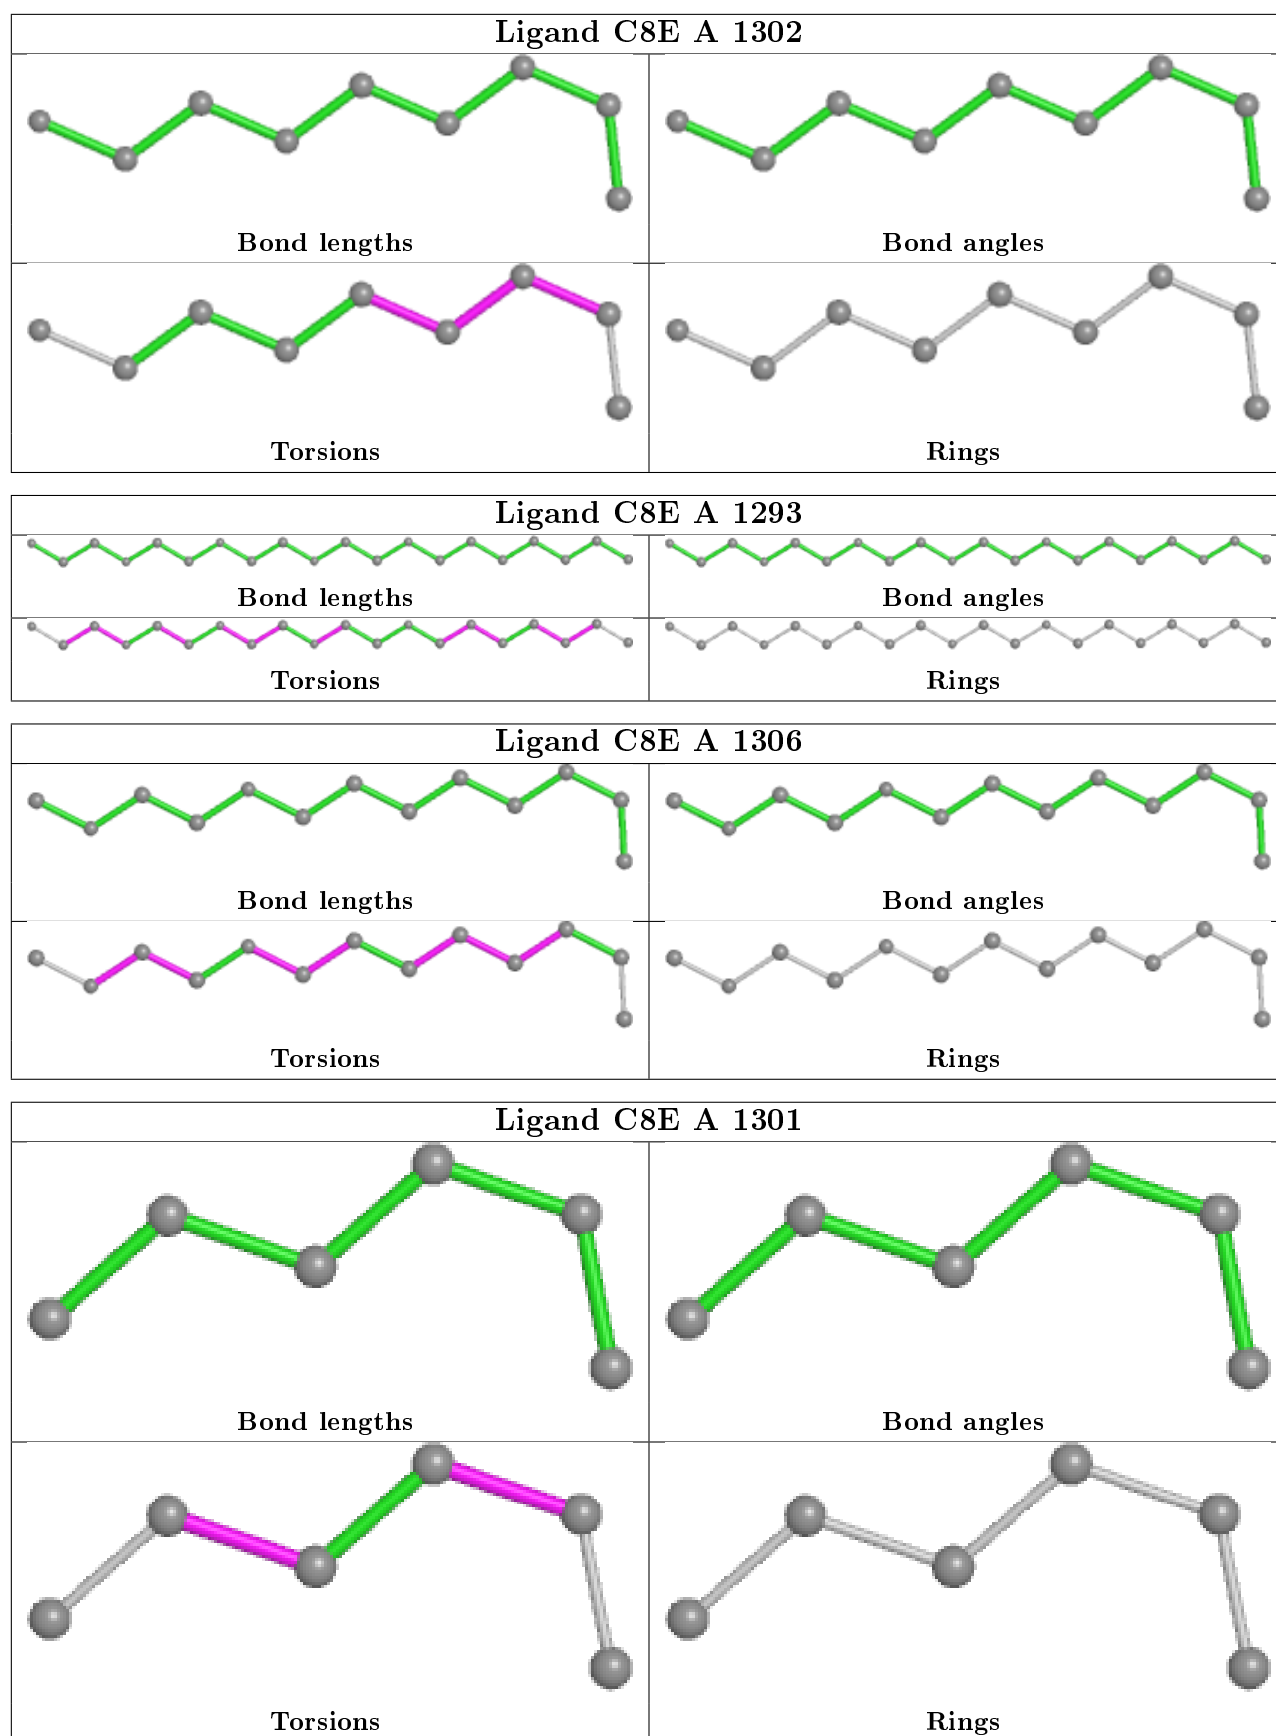 Ligand C8E A 1302
Bond lengths
Bond angles
Torsions
Rings
Ligand C8E A 1293
Bond lengths
Bond angles
Torsions
Rings
Ligand C8E A 1306
Bond lengths
Bond angles
Torsions
Rings
Ligand C8E A 1301
Bond lengths
Bond angles
Torsions
Rings